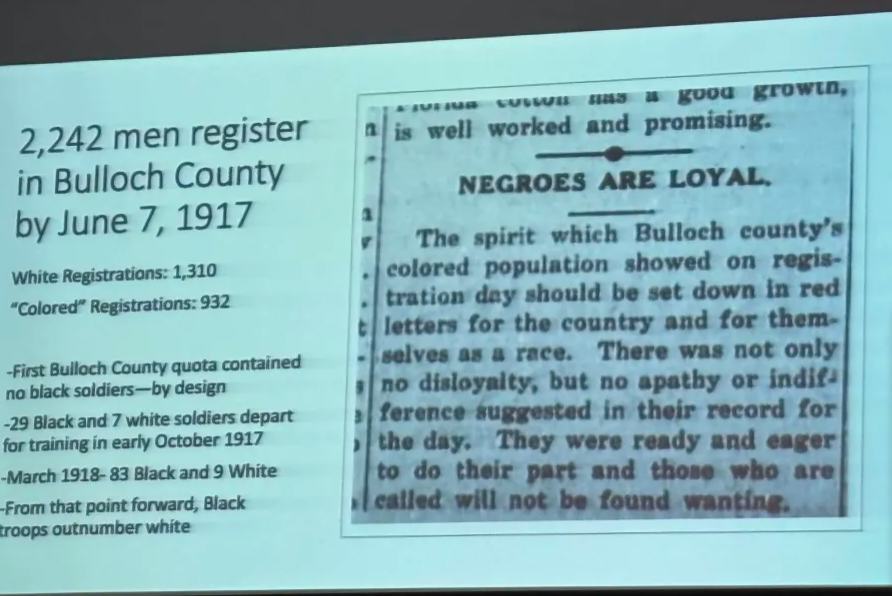 2,242 men register
in Bulloch County
by June 7, 1917
White Registrations: 1,310
"Colored" Registrations: 932
-First Bulloch County quota contained
no black soldiers—by design
-29 Black and 7 white soldiers depart
for training in early October 1917
-March 1918- 83 Black and 9 White
-From that point forward, Black
troops outnumber white
Florida cotton has a good growth,
is well worked and promising.
NEGROES ARE LOYAL.
The spirit which Bulloch county's
colored population showed on regis-
tration day should be set down in red
letters for the country and for them-
selves as a race. There was not only
no disloyalty, but no apathy or indif-
ference suggested in their record for
the day. They were ready and eager
to do their part and those who are
called will not be found wanting.